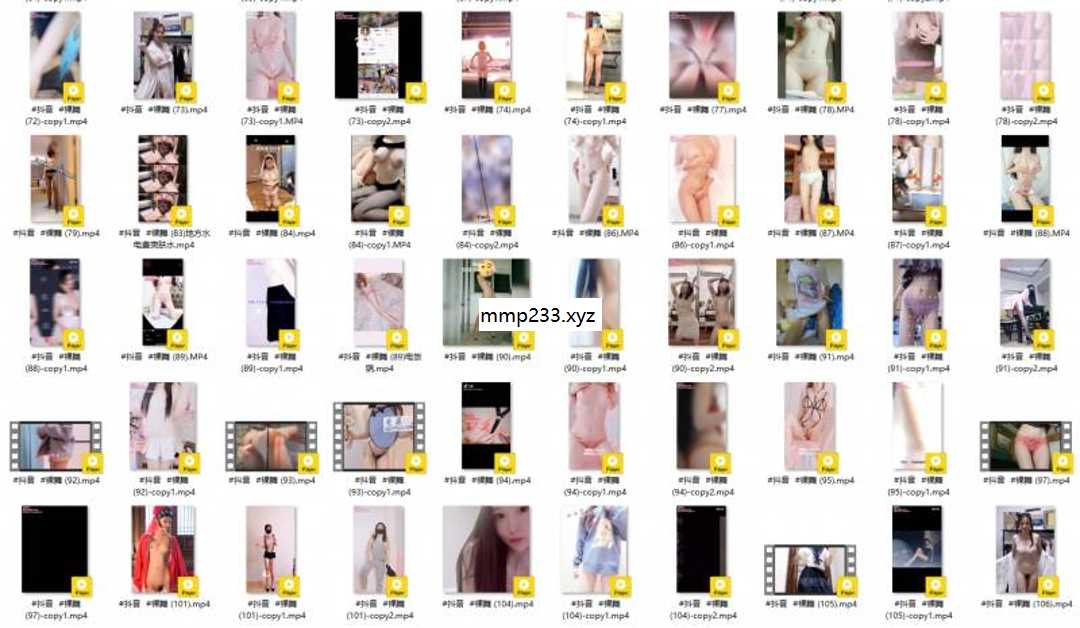 #抖音 #裸舞 #抖音 #裸舞 (73).mp4 #抖音 #裸舞 #抖音 #裸舞 #抖音 #裸舞 (74).mp4 #抖音 #裸舞 #抖音 #裸舞 (77).mp4 #抖音 #裸舞 (78).MP4 #抖音 #裸舞 #抖音 #裸舞
(72)-copy1.mp4 (73)-copy1.MP4 (73)-copy2.mp4 (74)-copy1.mp4 (78)-copy1.mp4 (78)-copy2.mp4
#抖音 #裸舞 (79).mp4 #抖音 #裸舞 (83)地方水 #抖音 #裸舞 (84).mp4 #抖音 #裸舞 #抖音 #裸舞 #抖音 #裸舞 (86).MP4 #抖音 #裸舞 #抖音 #裸舞 (87).MP4 #抖音 #裸舞 #抖音 #裸舞 (88).MP4
(84)-copy1.MP4 (84)-copy2.mp4 (86)-copy1.mp4 (87)-copy1.mp4
mmp233.xyz
#抖音 #裸舞 #抖音 #裸舞 (89).MP4 #抖音 #裸舞 #抖音 #裸舞 #抖音 #裸舞 (90).mp4 #抖音 #裸舞 #抖音 #裸舞 #抖音 #裸舞 (91).mp4 #抖音 #裸舞 #抖音 #裸舞
(88)-copy1.mp4 (89)-copy1.mp4 (90)-copy1.mp4 (90)-copy2.mp4 (91)-copy1.mp4 (91)-copy2.mp4
#抖音 #裸舞 (92).mp4 #抖音 #裸舞 #抖音 #裸舞 (93).mp4 #抖音 #裸舞 #抖音 #裸舞 (94).mp4 #抖音 #裸舞 #抖音 #裸舞 #抖音 #裸舞 (95).mp4 #抖音 #裸舞 #抖音 #裸舞 (97).mp4
(92)-copy1.mp4 (93)-copy1.mp4 (94)-copy1.mp4 (94)-copy2.mp4 (95)-copy1.mp4
#抖音 #裸舞 #抖音 #裸舞 (101).mp4 #抖音 #裸舞 #抖音 #裸舞 #抖音 #裸舞 (104).mp4 #抖音 #裸舞 #抖音 #裸舞 #抖音 #裸舞 (105).mp4 #抖音 #裸舞 #抖音 #裸舞 (106).mp4
(97)-copy1.mp4 (101)-copy1.mp4 (101)-copy2.mp4 (104)-copy1.mp4 (104)-copy2.mp4 (105)-copy1.mp4